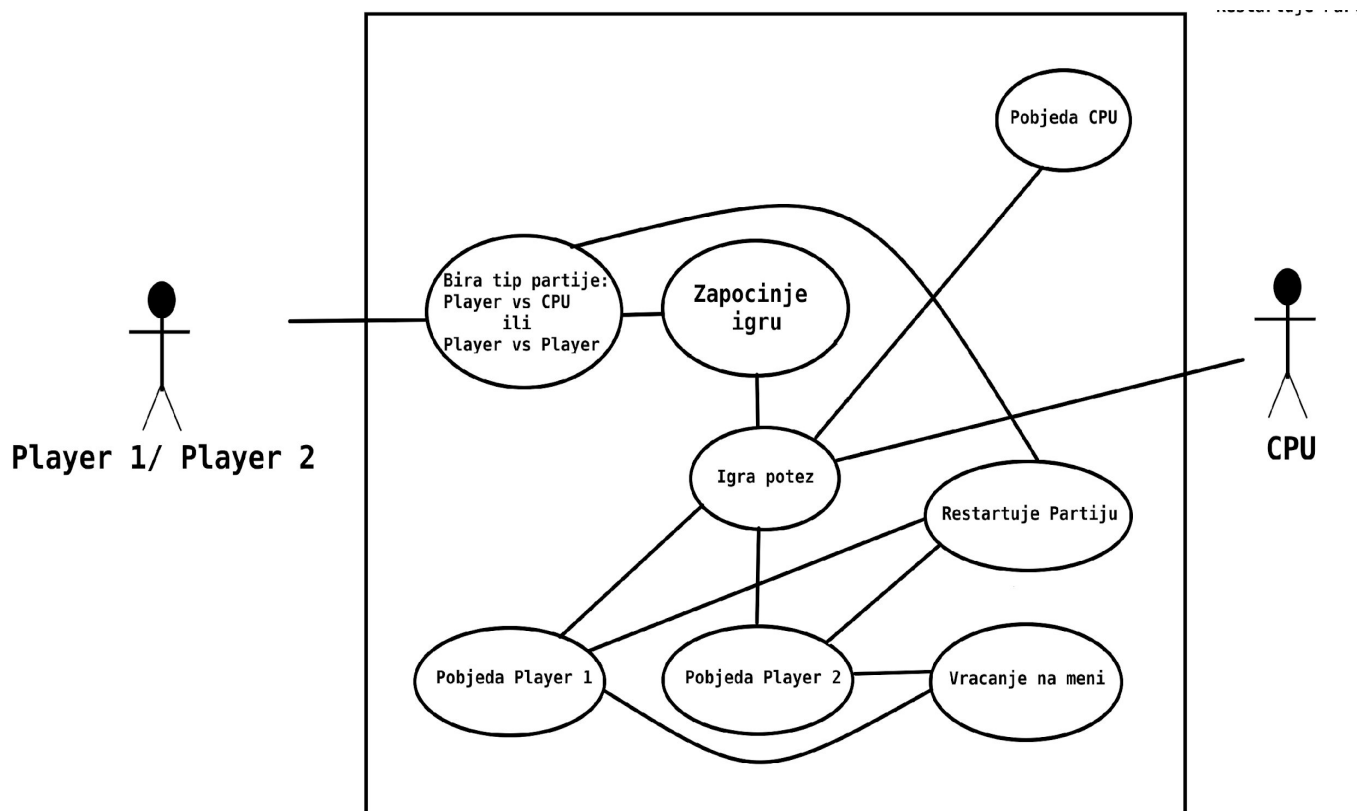 Pobjeda CPU
Bira tip partije:
Player vs CPU
ili
Player vs Player
Zapocinje
igru
Player 1/ Player 2
CPU
Igra potez
Restartuje Partiju
Pobjeda Player 1
Pobjeda Player 2
Vracanje na meni